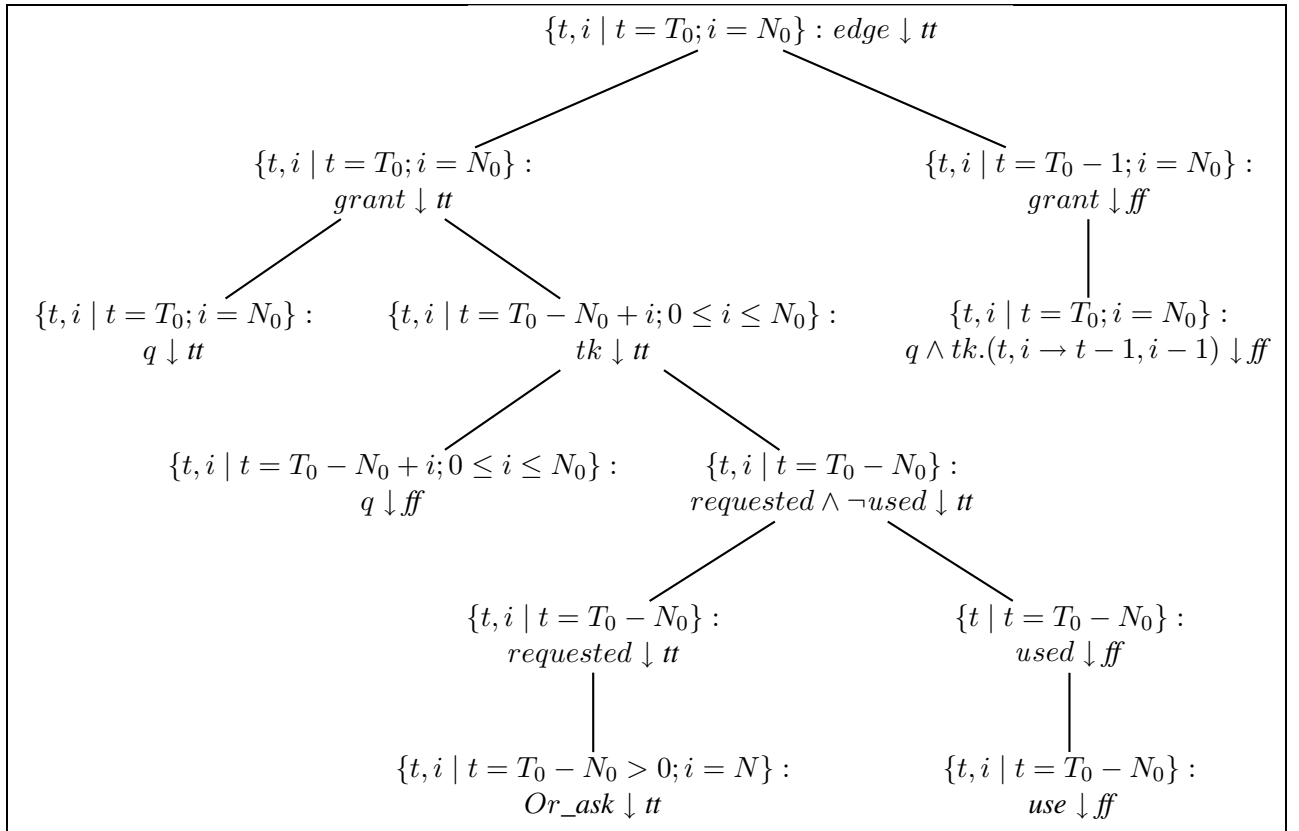 {t, i | t = T₀; i = N₀} : edge ↓ tt
{t, i | t = T₀; i = N₀} :
grant ↓ tt
{t, i | t = T₀ − 1; i = N₀} :
grant ↓ ff
{t, i | t = T₀; i = N₀} :
q ↓ tt
{t, i | t = T₀ − N₀ + i; 0 ≤ i ≤ N₀} :
tk ↓ tt
{t, i | t = T₀; i = N₀} :
q ∧ tk.(t, i → t − 1, i − 1) ↓ ff
{t, i | t = T₀ − N₀ + i; 0 ≤ i ≤ N₀} :
q ↓ ff
{t, i | t = T₀ − N₀} :
requested ∧ ¬used ↓ tt
{t, i | t = T₀ − N₀} :
requested ↓ tt
{t | t = T₀ − N₀} :
used ↓ ff
{t, i | t = T₀ − N₀ > 0; i = N} :
Or_ask ↓ tt
{t, i | t = T₀ − N₀} :
use ↓ ff